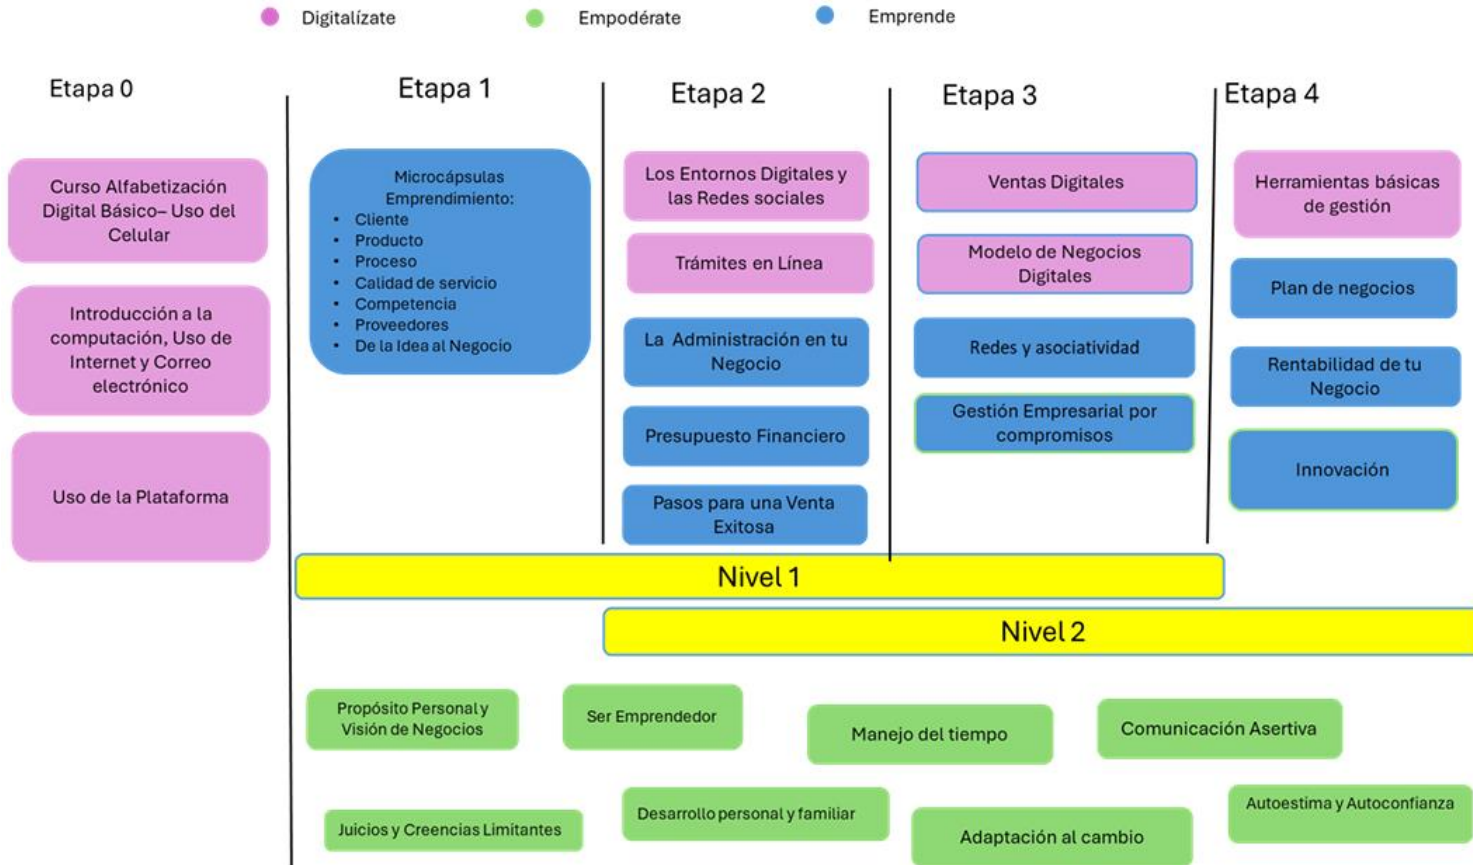 Digitalízate
Empodérate
Emprende
Etapa 0
Etapa 1
Etapa 2
Etapa 3
Etapa 4
Curso Alfabetización
Digital Básico– Uso del
Celular
Introducción a la
computación, Uso de
Internet y Correo
electrónico
Uso de la Plataforma
Microcápsulas
Emprendimiento:
• Cliente
• Producto
• Proceso
• Calidad de servicio
• Competencia
• Proveedores
• De la Idea al Negocio
Los Entornos Digitales y
las Redes sociales
Trámites en Línea
La Administración en tu
Negocio
Presupuesto Financiero
Pasos para una Venta
Exitosa
Ventas Digitales
Modelo de Negocios
Digitales
Redes y asociatividad
Gestión Empresarial por
compromisos
Herramientas básicas
de gestión
Plan de negocios
Rentabilidad de tu
Negocio
Innovación
Nivel 1
Nivel 2
Propósito Personal y
Visión de Negocios
Ser Emprendedor
Manejo del tiempo
Comunicación Asertiva
Juicios y Creencias Limitantes
Desarrollo personal y familiar
Adaptación al cambio
Autoestima y Autoconfianza